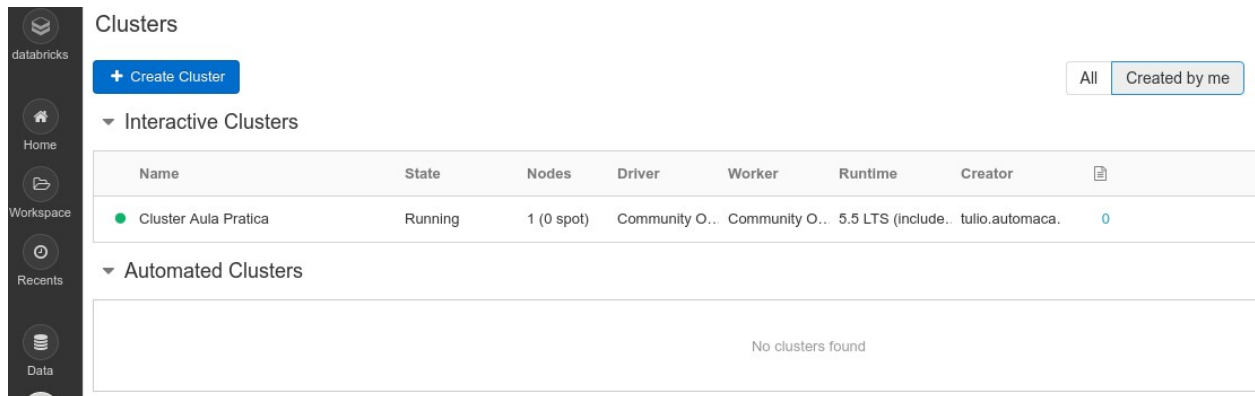 databricks
Home
Workspace
Recents
Data
Clusters
+ Create Cluster
All Created by me
Interactive Clusters
Name State Nodes Driver Worker Runtime Creator
Cluster Aula Pratica Running 1 (0 spot) Community O... Community O... 5.5 LTS (include... tulio.automaca... 0
Automated Clusters
No clusters found